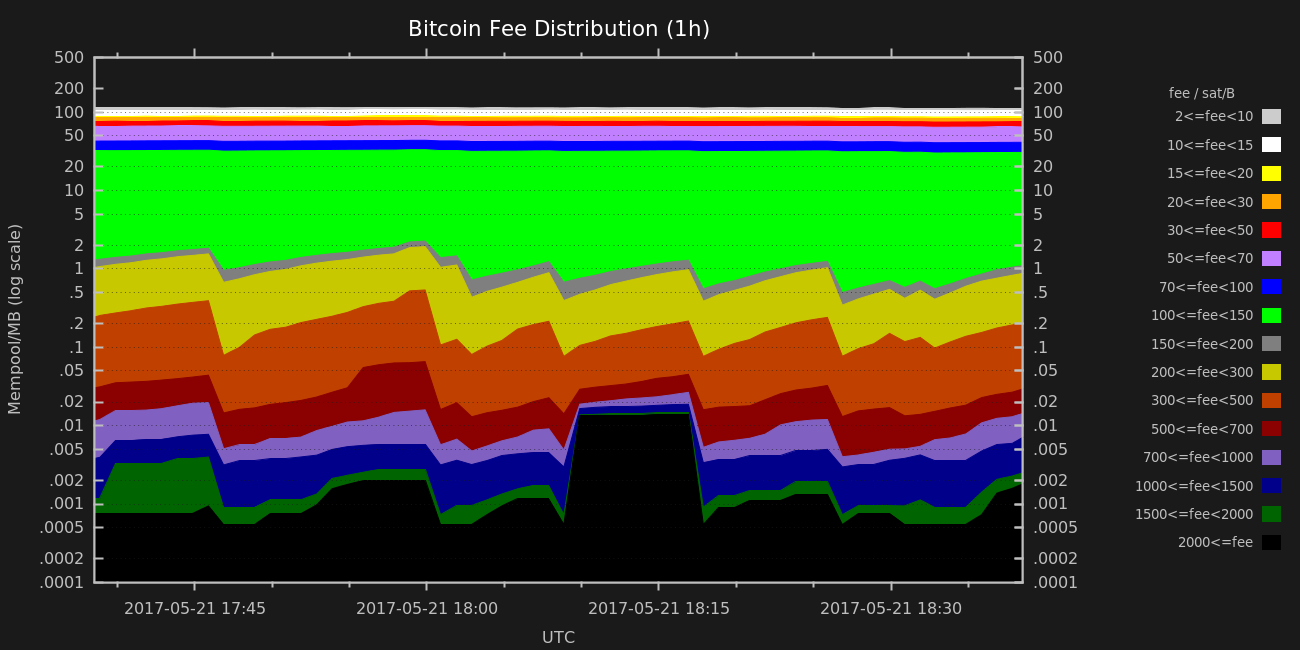 Bitcoin Fee Distribution (1h)
500 500
200 200
100 100
50 50
20 20
10 10
5 5
2 2
1 1
.5 .5
.2 .2
.1 .1
.05 .05
.02 .02
.01 .01
.005 .005
.002 .002
.001 .001
.0005 .0005
.0002 .0002
.0001 .0001
Mempool/MB (log scale)
2017-05-21 17:45 2017-05-21 18:00 2017-05-21 18:15 2017-05-21 18:30
UTC
fee / sat/B
2<=fee<10
10<=fee<15
15<=fee<20
20<=fee<30
30<=fee<50
50<=fee<70
70<=fee<100
100<=fee<150
150<=fee<200
200<=fee<300
300<=fee<500
500<=fee<700
700<=fee<1000
1000<=fee<1500
1500<=fee<2000
2000<=fee